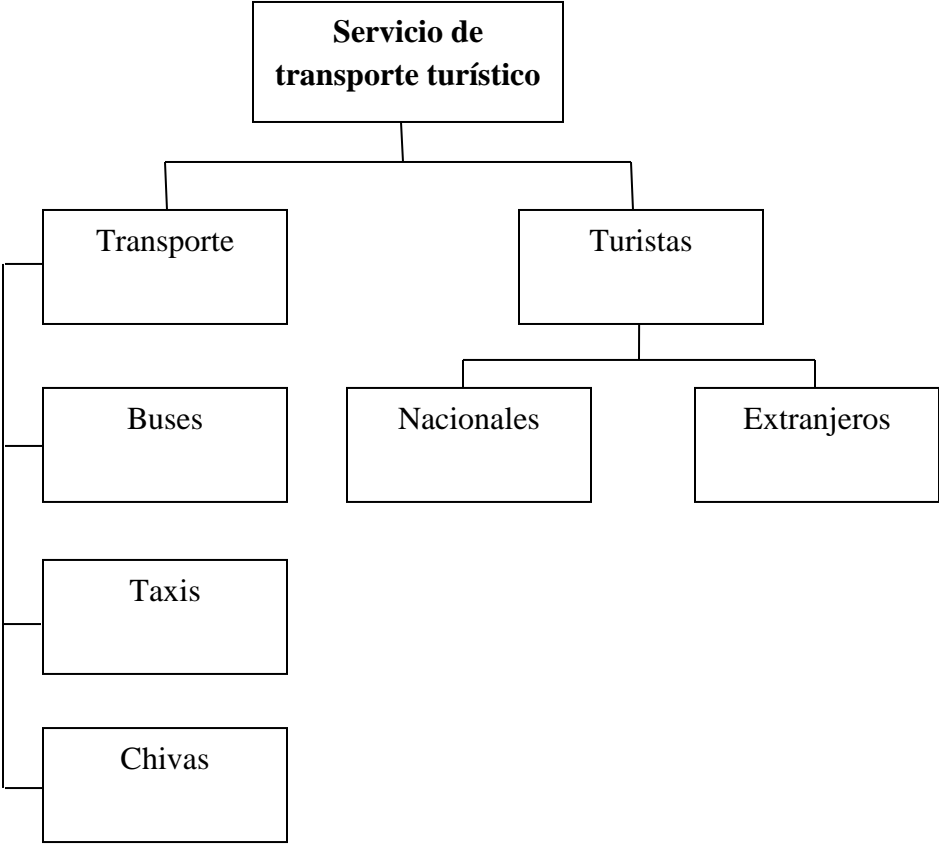 Servicio de
transporte turístico
Transporte
Turistas
Buses
Nacionales
Extranjeros
Taxis
Chivas